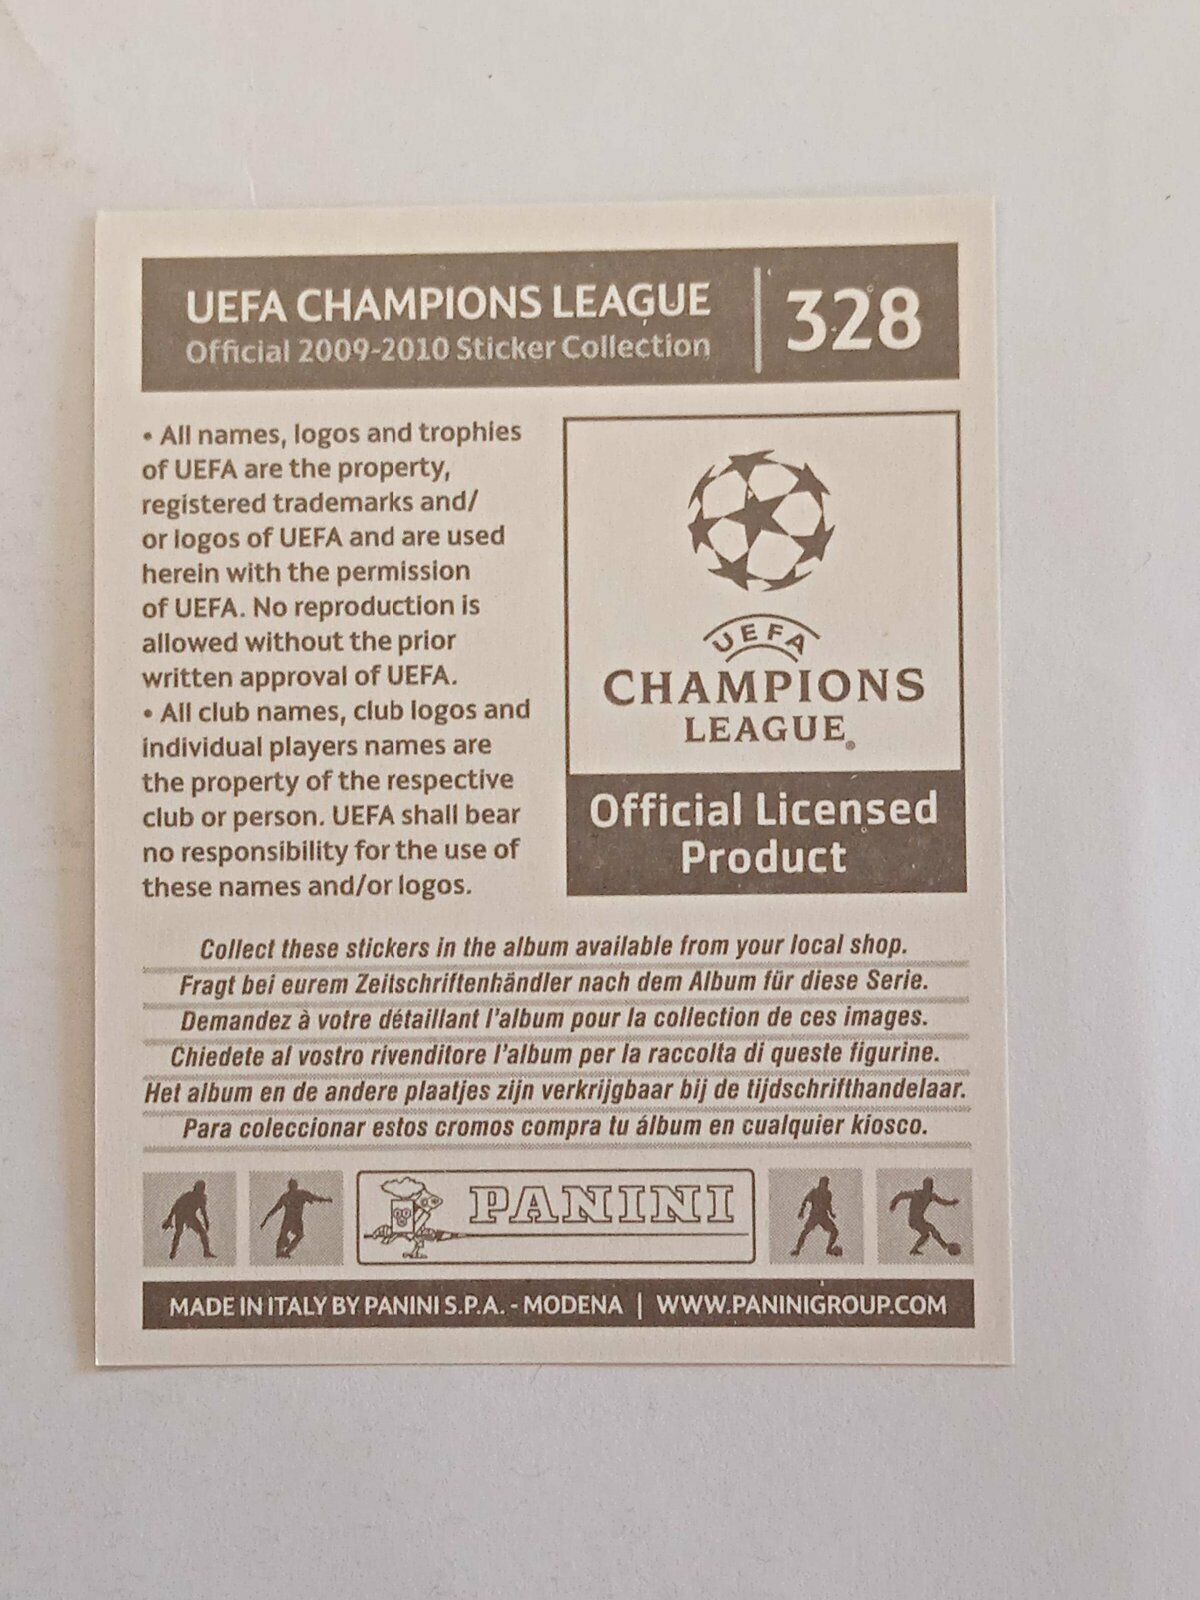 UEFA CHAMPIONS LEAGUE
Official 2009-2010 Sticker Collection
328
• All names, logos and trophies
of UEFA are the property,
registered trademarks and/
or logos of UEFA and are used
herein with the permission
of UEFA. No reproduction is
allowed without the prior
written approval of UEFA.
• All club names, club logos and
individual players names are
the property of the respective
club or person. UEFA shall bear
no responsibility for the use of
these names and/or logos.
UEFA
CHAMPIONS
LEAGUE®
Official Licensed
Product
Collect these stickers in the album available from your local shop.
Fragt bei eurem Zeitschriftenhändler nach dem Album für diese Serie.
Demandez à votre détaillant l'album pour la collection de ces images.
Chiedete al vostro rivenditore l'album per la raccolta di queste figurine.
Het album en de andere plaatjes zijn verkrijgbaar bij de tijdschrifthandelaar.
Para coleccionar estos cromos compra tu álbum en cualquier kiosco.
PANINI
MADE IN ITALY BY PANINI S.P.A. - MODENA | WWW.PANINIGROUP.COM